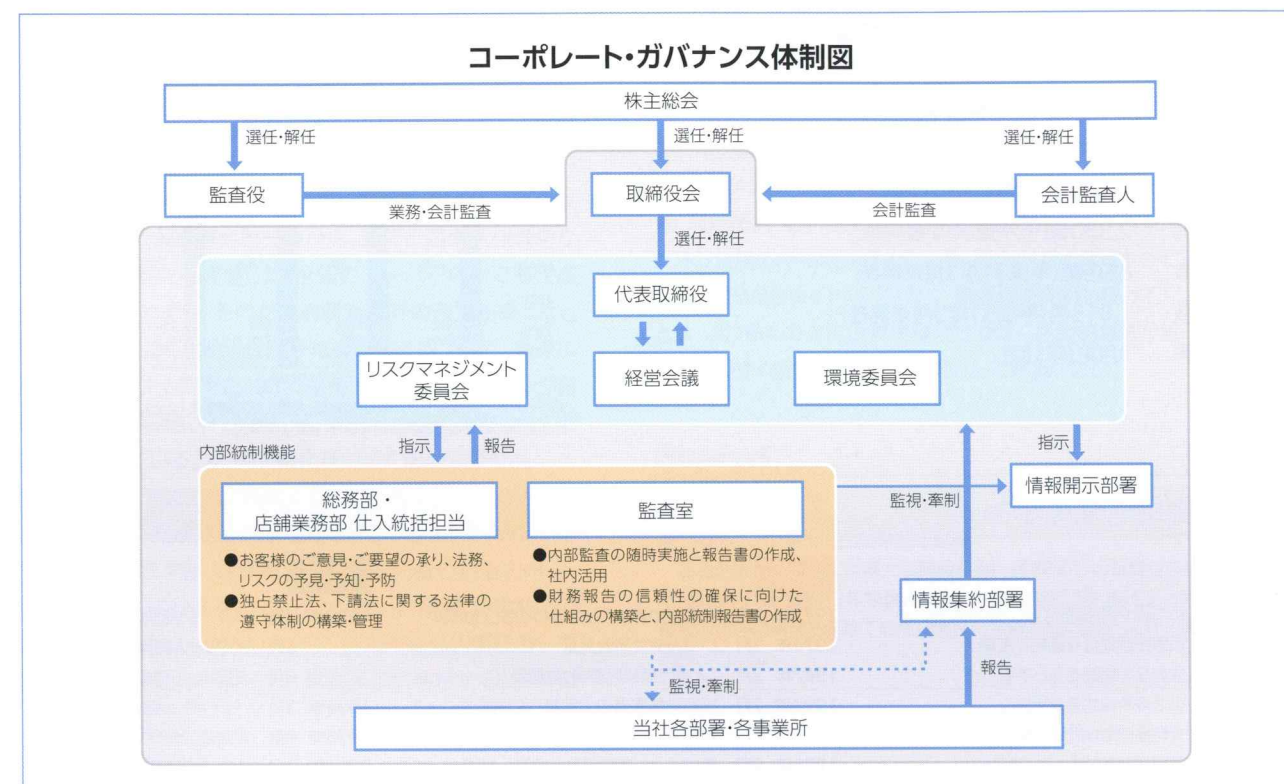 コーポレート・ガバナンス体制図
株主総会
選任・解任
選任・解任
選任・解任
監査役
業務・会計監査
取締役会
会計監査
会計監査人
選任・解任
代表取締役
リスクマネジメント
委員会
経営会議
環境委員会
内部統制機能
指示
報告
指示
総務部・
店舗業務部 仕入統括担当
●お客様のご意見・ご要望の承り、法務、
リスクの予見・予知・予防
●独占禁止法、下請法に関する法律の
遵守体制の構築・管理
監査室
●内部監査の随時実施と報告書の作成、
社内活用
●財務報告の信頼性の確保に向けた
仕組みの構築と、内部統制報告書の作成
監視・牽制
情報開示部署
情報集約部署
監視・牽制
報告
当社各部署・各事業所